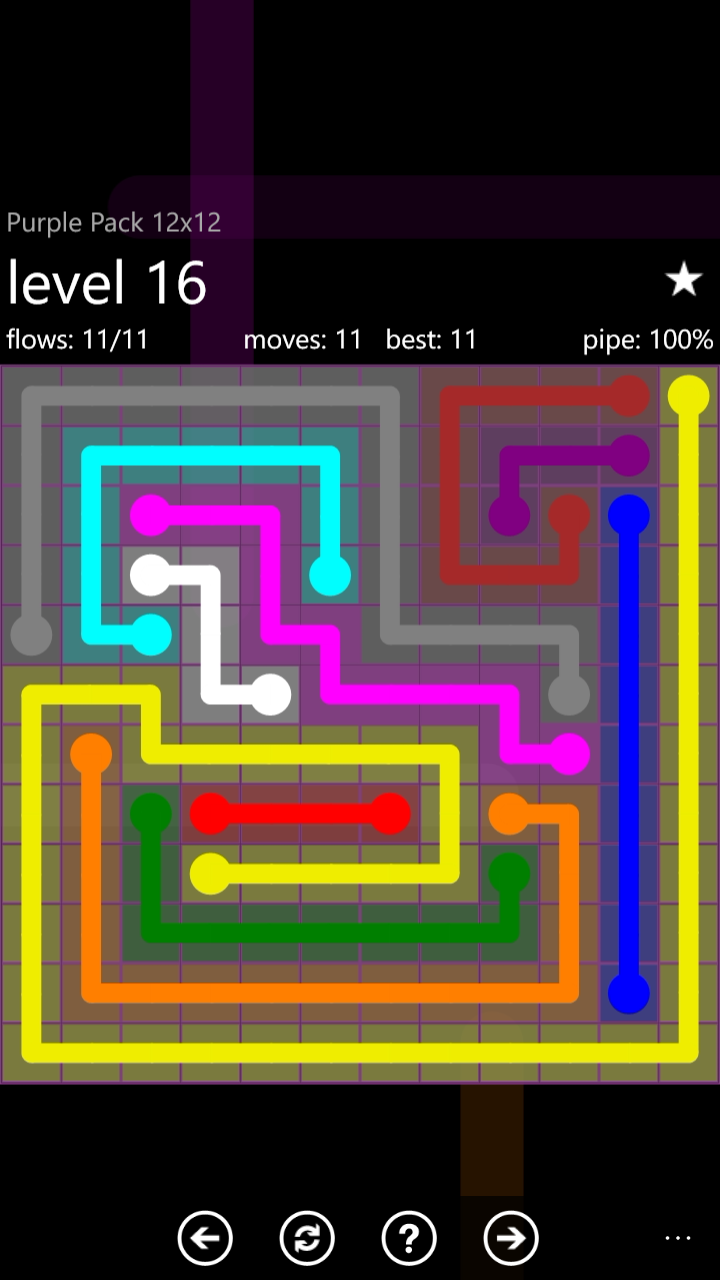 Purple Pack 12x12
level 16
flows: 11/11 moves: 11 best: 11 pipe: 100%
?
...